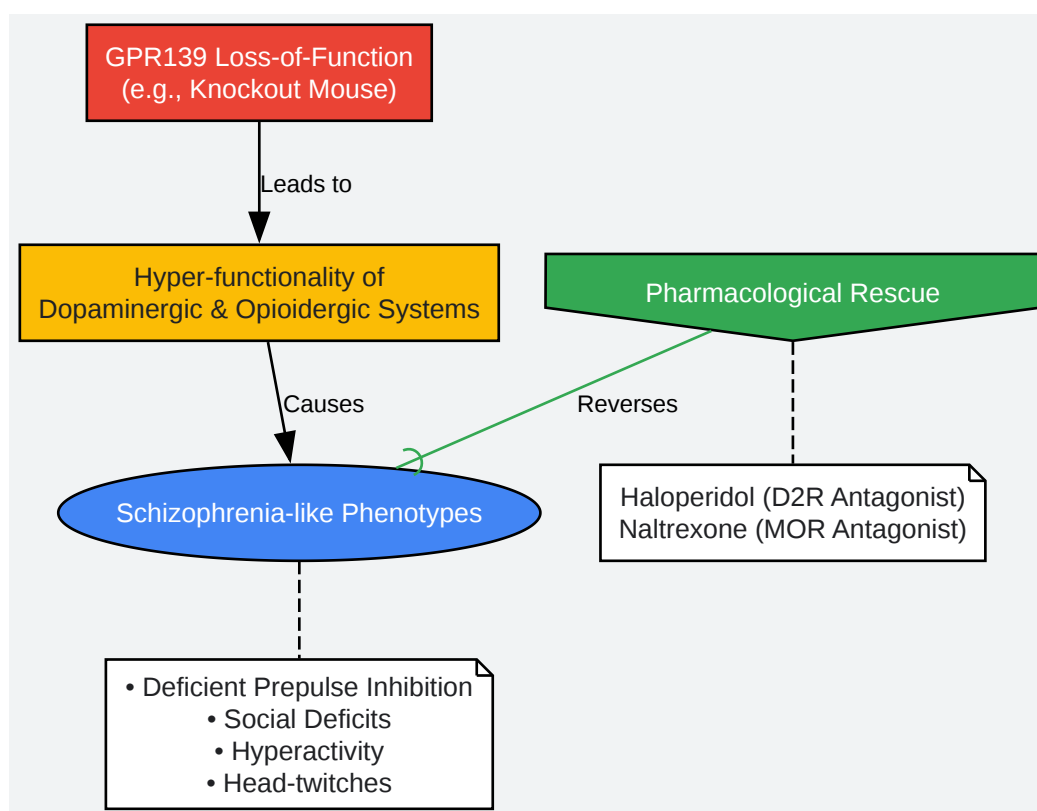 GPR139 Loss-of-Function
(e.g., Knockout Mouse)
Leads to
Hyper-functionality of
Dopaminergic & Opioidergic Systems
Pharmacological Rescue
Causes
Reverses
Schizophrenia-like Phenotypes
Haloperidol (D2R Antagonist)
Naltrexone (MOR Antagonist)
• Deficient Prepulse Inhibition
• Social Deficits
• Hyperactivity
• Head-twitches